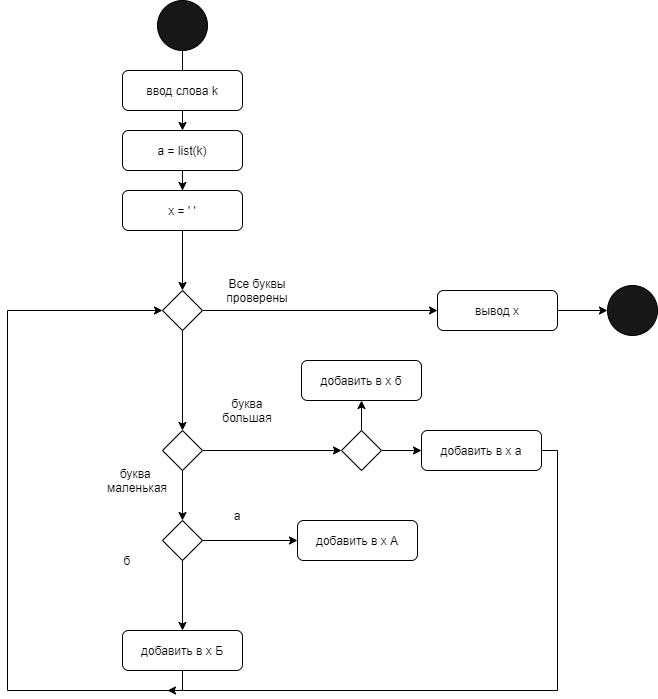 ввод слова k
a = list(k)
x = ' '
Все буквы
проверены
вывод x
добавить в x б
буква
большая
добавить в x а
буква
маленькая
а
добавить в x А
б
добавить в x Б